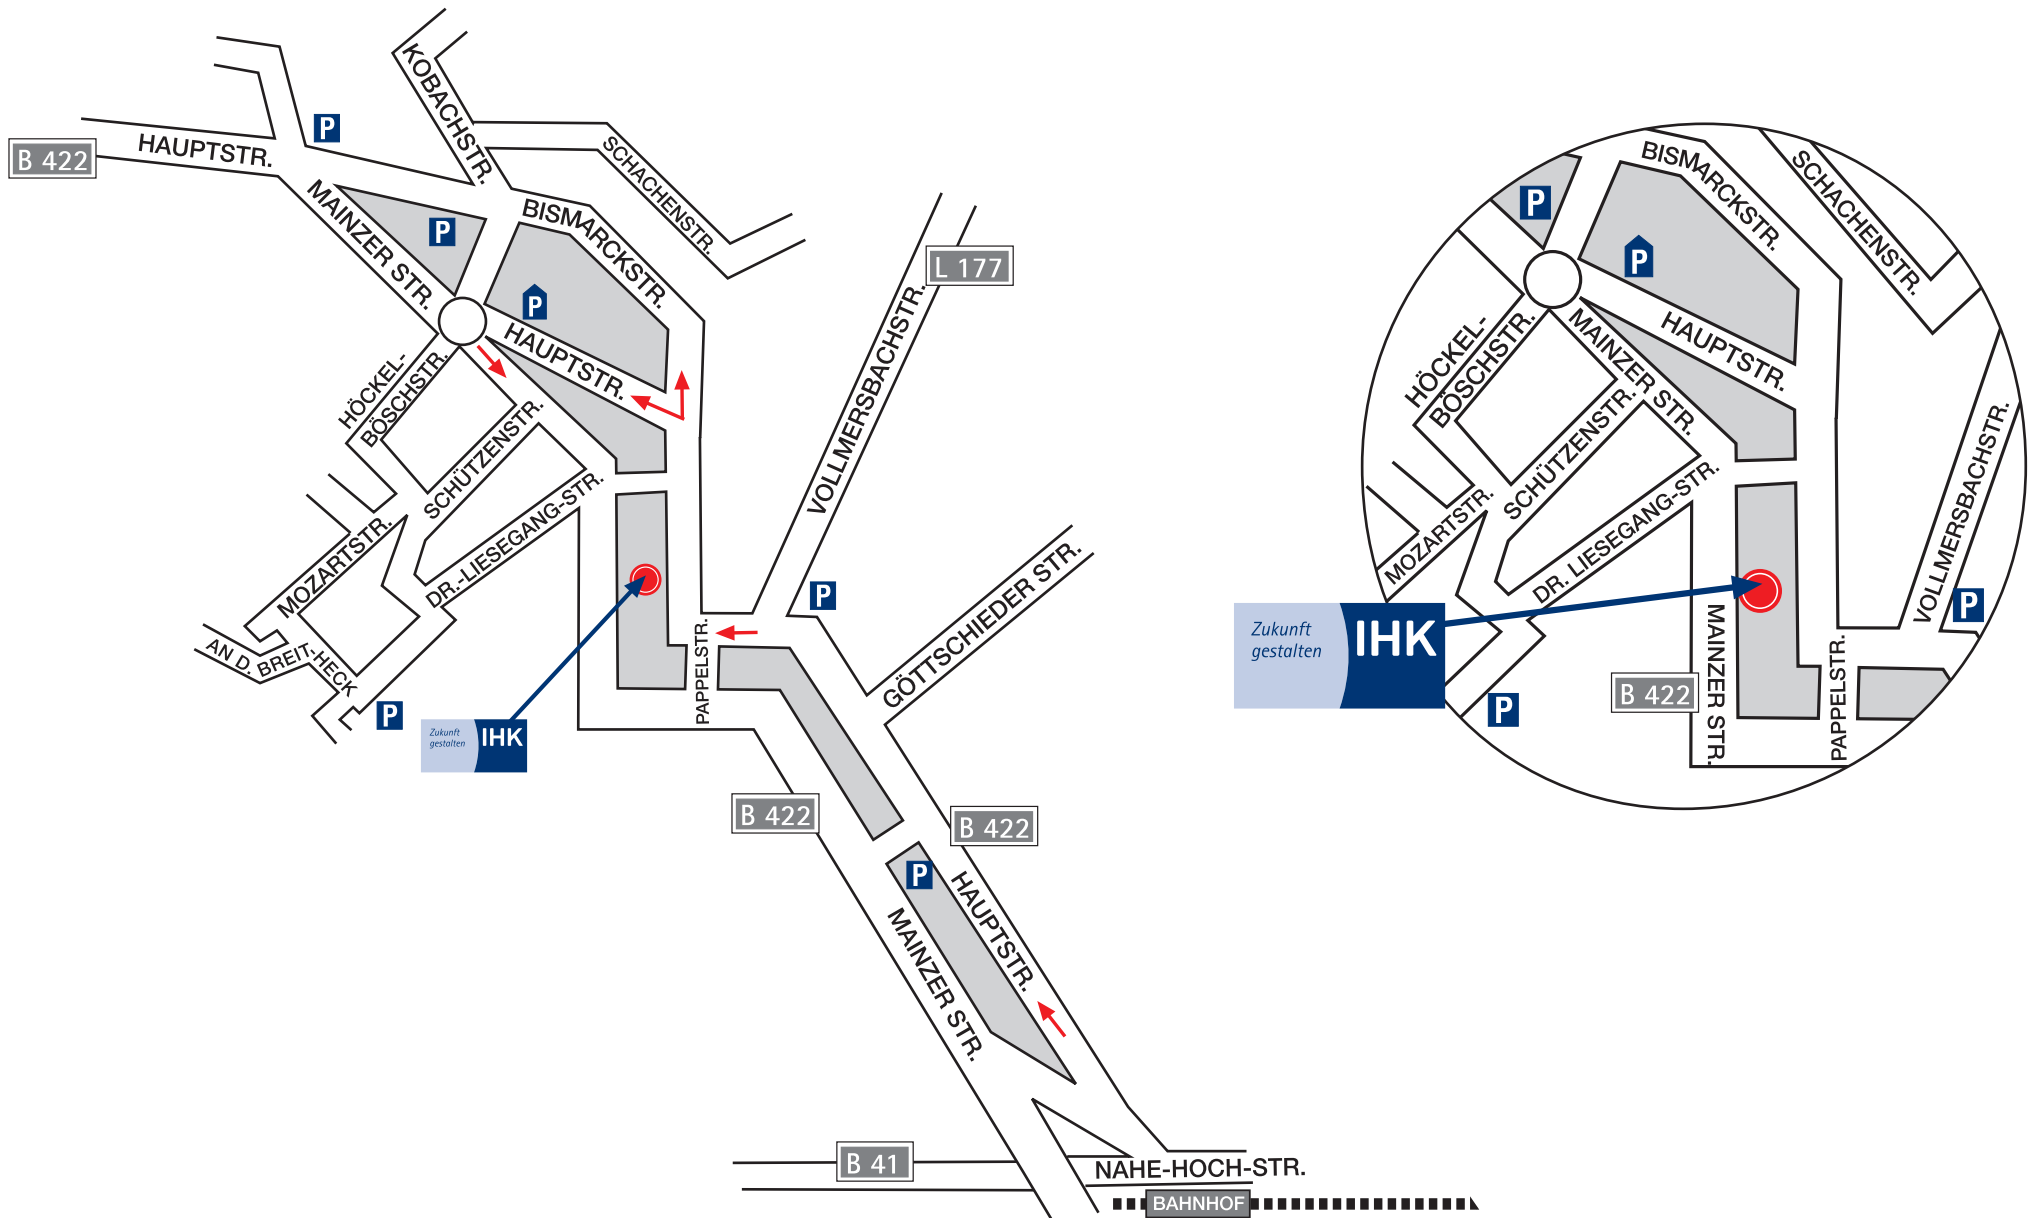 KOBACHSTR.
P
HAUPTSTR.
B 422
SCHACHENSTR.
MAINZER STR.
P
BISMARCKSTR.
L 177
P
HAUPTSTR.
VOLLMERSBACHSTR.
HÖCKEL-
BÖSCHSTR.
SCHÜTZENSTR.
DR.-LIESEGANG-STR.
MOZARTSTR.
AN D. BREIT-HECK
P
PAPPELSTR.
P
GÖTTSCHIEDER STR.
Zukunft
gestalten
IHK
B 422
B 422
P
HAUPTSTR.
MAINZER STR.
B 41
NAHE-HOCH-STR.
BAHNHOF
BISMARCKSTR.
SCHACHENSTR.
P
P
HAUPTSTR.
MAINZER STR.
HÖCKEL-
BÖSCHSTR.
SCHÜTZENSTR.
MOZARTSTR.
DR. LIESEGANG-STR.
VOLLMERSBACHSTR.
P
Zukunft
gestalten
IHK
P
B 422
MAINZER STR.
PAPPELSTR.